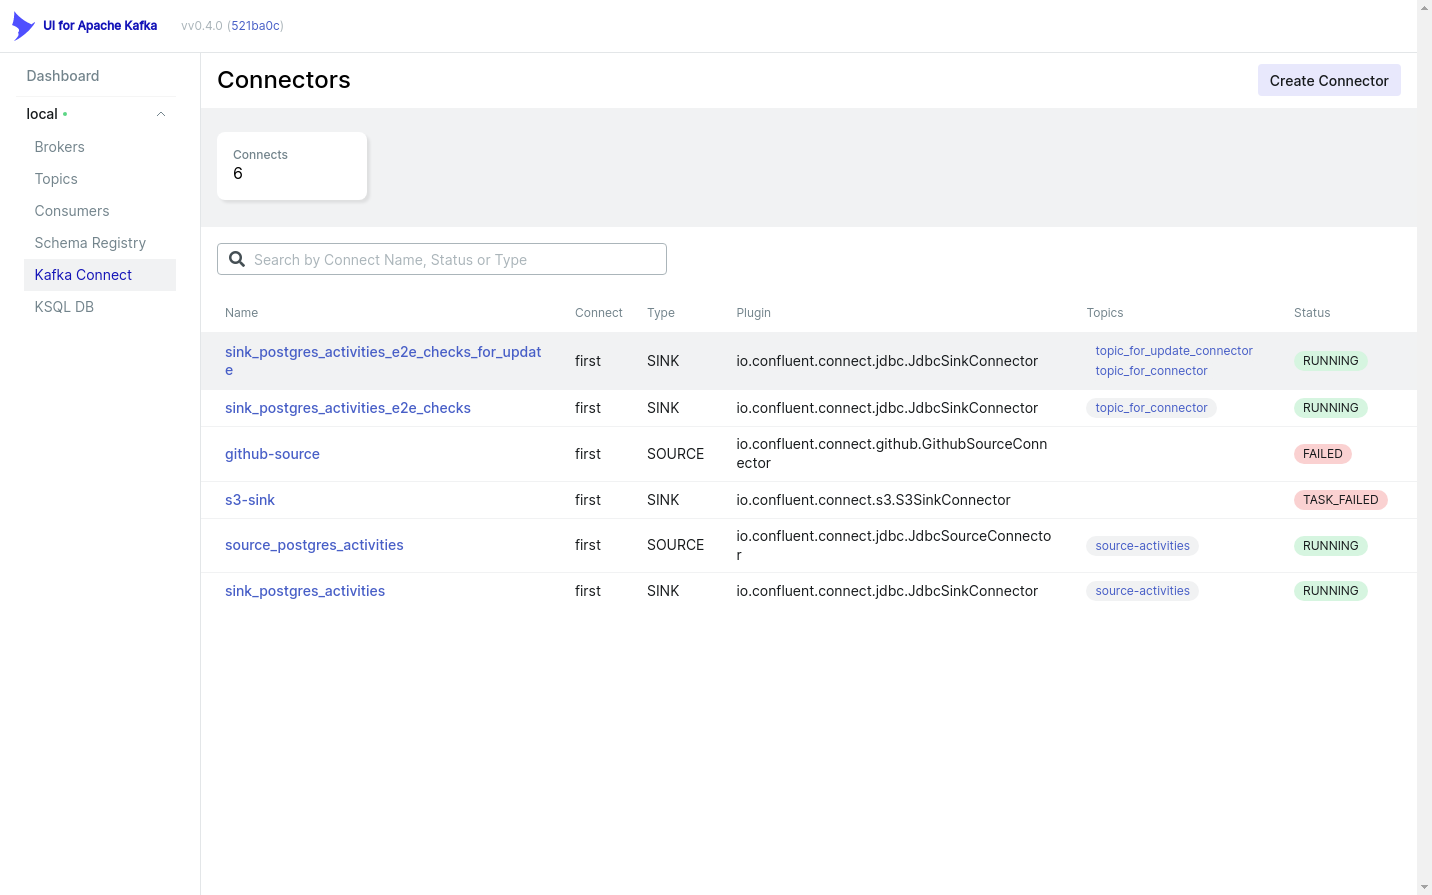 UI for Apache Kafka vv0.4.0 (521ba0c)
Dashboard
local
Brokers
Topics
Consumers
Schema Registry
Kafka Connect
KSQL DB
Connectors
Create Connector
Connects
6
Search by Connect Name, Status or Type
Name Connect Type Plugin Topics Status
sink_postgres_activities_e2e_checks_for_updat
e
first SINK io.confluent.connect.jdbc.JdbcSinkConnector
topic_for_update_connector
topic_for_connector
RUNNING
sink_postgres_activities_e2e_checks first SINK io.confluent.connect.jdbc.JdbcSinkConnector topic_for_connector RUNNING
github-source first SOURCE
io.confluent.connect.github.GithubSourceConn
ector
FAILED
s3-sink first SINK io.confluent.connect.s3.S3SinkConnector TASK_FAILED
source_postgres_activities first SOURCE
io.confluent.connect.jdbc.JdbcSourceConnecto
r
source-activities RUNNING
sink_postgres_activities first SINK io.confluent.connect.jdbc.JdbcSinkConnector source-activities RUNNING